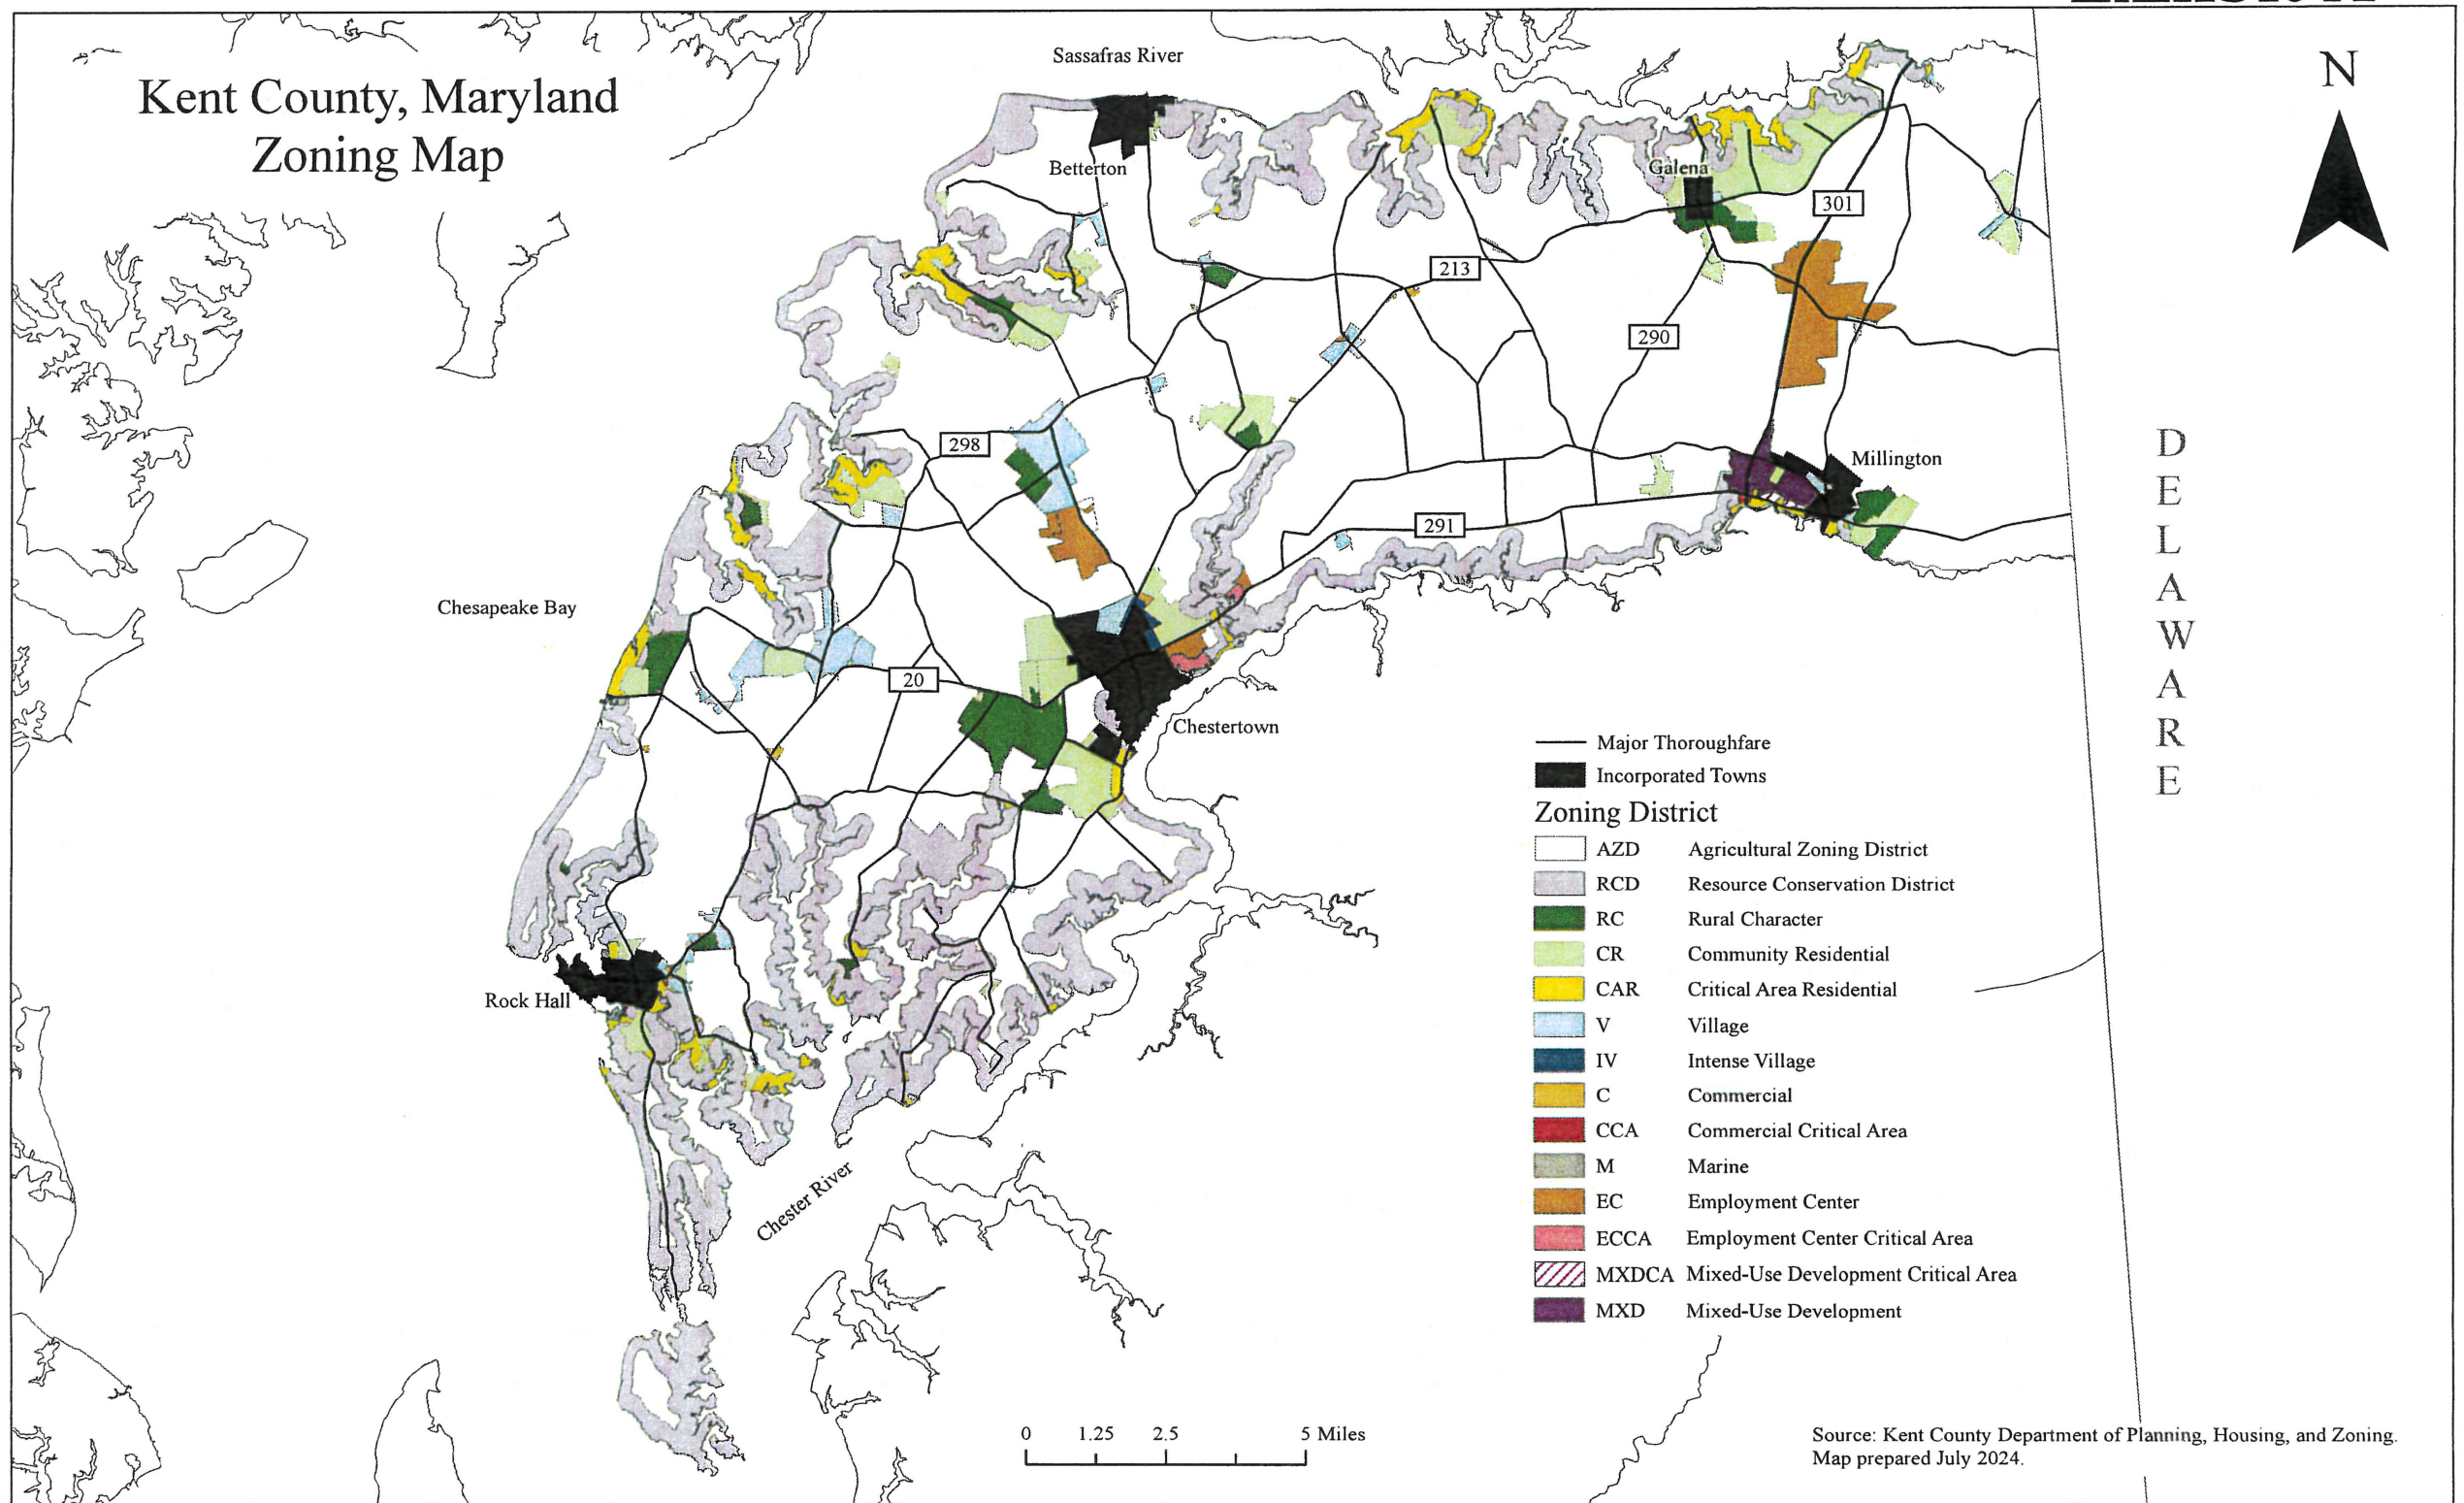 Kent County, Maryland
Zoning Map
Sassafras River
N
Betterton
Galena
301
213
290
298
Millington
291
Chesapeake Bay
20
Chestertown
Rock Hall
Chester River
D
E
L
A
W
A
R
E
Major Thoroughfare
Incorporated Towns
Zoning District
AZD Agricultural Zoning District
RCD Resource Conservation District
RC Rural Character
CR Community Residential
CAR Critical Area Residential
V Village
IV Intense Village
C Commercial
CCA Commercial Critical Area
M Marine
EC Employment Center
ECCA Employment Center Critical Area
MXDCA Mixed-Use Development Critical Area
MXD Mixed-Use Development
0 1.25 2.5 5 Miles
Source: Kent County Department of Planning, Housing, and Zoning.
Map prepared July 2024.